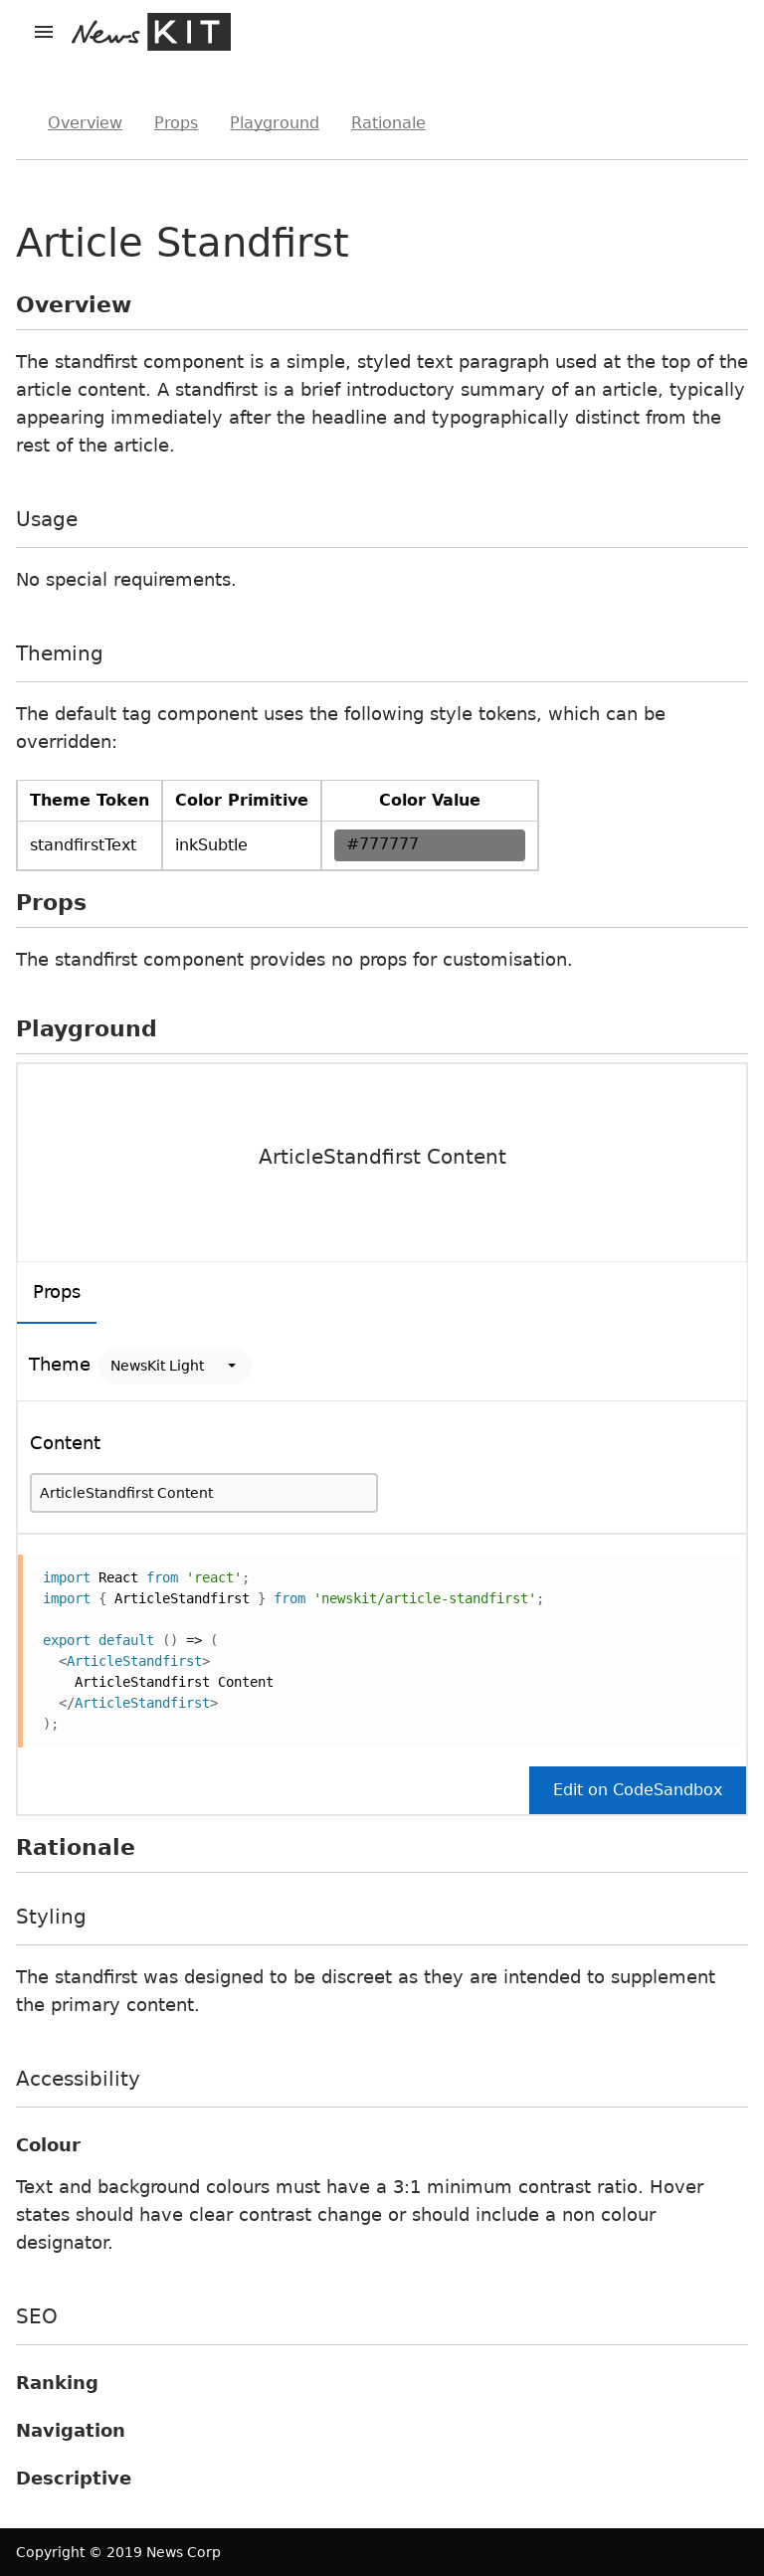 News KIT
Overview Props Playground Rationale
Article Standfirst
Overview
The standfirst component is a simple, styled text paragraph used at the top of the
article content. A standfirst is a brief introductory summary of an article, typically
appearing immediately after the headline and typographically distinct from the
rest of the article.
Usage
No special requirements.
Theming
The default tag component uses the following style tokens, which can be
overridden:
Theme Token Color Primitive Color Value
standfirstText inkSubtle #777777
Props
The standfirst component provides no props for customisation.
Playground
ArticleStandfirst Content
Props
Theme NewsKit Light
Content
ArticleStandfirst Content
import React from 'react';
import { ArticleStandfirst } from 'newskit/article-standfirst';
export default () => (
<ArticleStandfirst>
ArticleStandfirst Content
</ArticleStandfirst>
);
Edit on CodeSandbox
Rationale
Styling
The standfirst was designed to be discreet as they are intended to supplement
the primary content.
Accessibility
Colour
Text and background colours must have a 3:1 minimum contrast ratio. Hover
states should have clear contrast change or should include a non colour
designator.
SEO
Ranking
Navigation
Descriptive
Copyright © 2019 News Corp